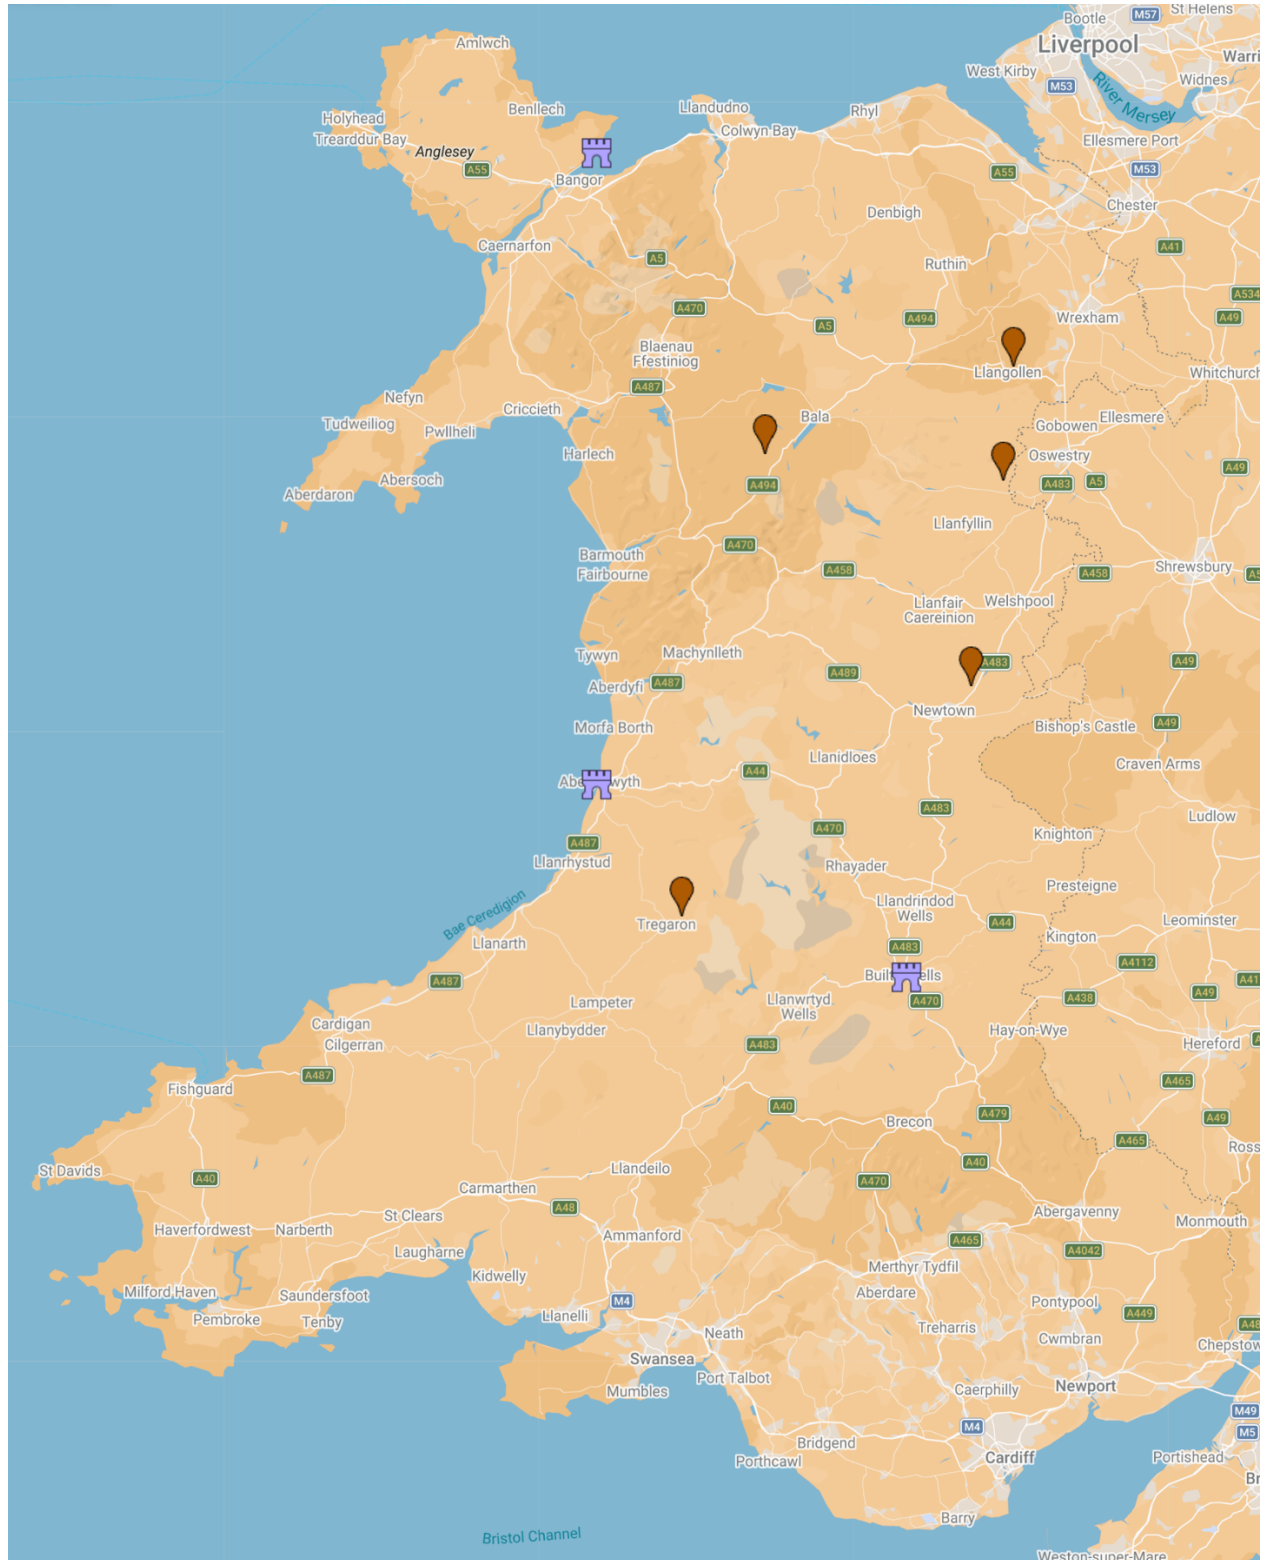 Bootle
M57
St Helens
Amlwch
Liverpool
Warri
West Kirby
Widnes
M53
River Mersey
Benllech
Llandudno
Rhyl
Holyhead
Colwyn Bay
Trearddur Bay
Ellesmere Port
Anglesey
A55
M53
A55
Bangor
Chester
Denbigh
Caernarfon
A41
A5
Ruthin
A534
A470
A494
Wrexham
A49
A5
Blaenau
Ffestiniog
Llangollen
Whitchurch
A487
Nefyn
Criccieth
Bala
Ellesmere
Tudweiliog
Gobowen
Pwllheli
Harlech
Oswestry
A49
Abersoch
A494
A483
A5
Aberdaron
Llanfyllin
A470
Barmouth
Shrewsbury
Fairbourne
A458
A458
A5
Llanfair
Caereinion
Welshpool
Tywyn
Machynlleth
A483
A49
A489
Aberdyfi
A487
Newtown
Morfa Borth
Bishop's Castle
A49
Llanidloes
Craven Arms
A44
A483
Ludlow
A470
Knighton
A487
Llanrhystud
Rhayader
Presteigne
Bae Ceredigion
Llandrindod
Wells
Tregaron
A44
Leominster
Llanarth
A483
Kington
A4112
A487
A41
A49
Lampeter
Llanwrtyd
Wells
A470
A438
Cardigan
Llanybydder
Hay-on-Wye
Cilgerran
A483
Hereford
A
A487
Fishguard
A465
A40
A479
A49
Brecon
A465
Ross
St Davids
Llandeilo
A40
A40
A470
Carmarthen
A48
St Clears
Abergavenny
Monmouth
Haverfordwest
Narberth
Ammanford
A465
Laugharne
A4042
Kidwelly
Merthyr Tydfil
Milford Haven
Saundersfoot
Aberdare
M4
Pontypool
Llanelli
A449
Pembroke
Tenby
A48
Neath
Treharris
Cwmbran
Chepstow
Swansea
Port Talbot
Newport
Mumbles
Caerphilly
M49
M4
M5
Bridgend
Cardiff
Portishead
Porthcawl
Br
Barry
Bristol Channel
Weston-super-Mare